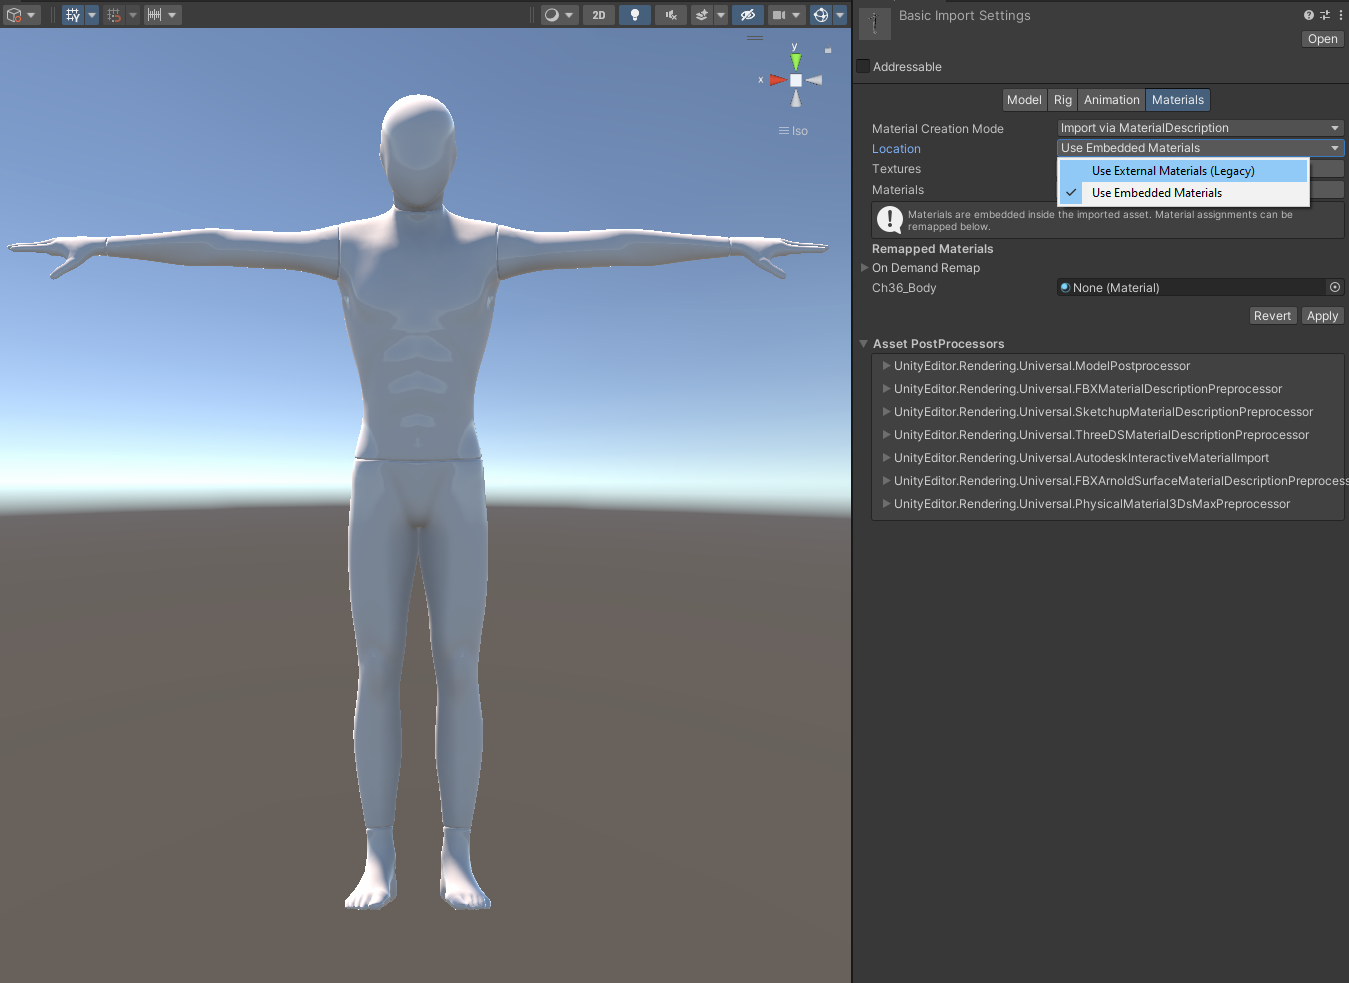 2D
y
x
Iso
Basic Import Settings
Open
Addressable
Model Rig Animation Materials
Material Creation Mode Import via MaterialDescription
Location Use Embedded Materials
Textures Use External Materials (Legacy)
Materials Use Embedded Materials
Materials are embedded inside the imported asset. Material assignments can be
remapped below.
Remapped Materials
On Demand Remap
Ch36_Body None (Material)
Revert Apply
Asset PostProcessors
UnityEditor.Rendering.Universal.ModelPostprocessor
UnityEditor.Rendering.Universal.FBXMaterialDescriptionPreprocessor
UnityEditor.Rendering.Universal.SketchupMaterialDescriptionPreprocessor
UnityEditor.Rendering.Universal.ThreeDSMaterialDescriptionPreprocessor
UnityEditor.Rendering.Universal.AutodeskInteractiveMaterialImport
UnityEditor.Rendering.Universal.FBXArnoldSurfaceMaterialDescriptionPreprocess
UnityEditor.Rendering.Universal.PhysicalMaterial3DsMaxPreprocessor